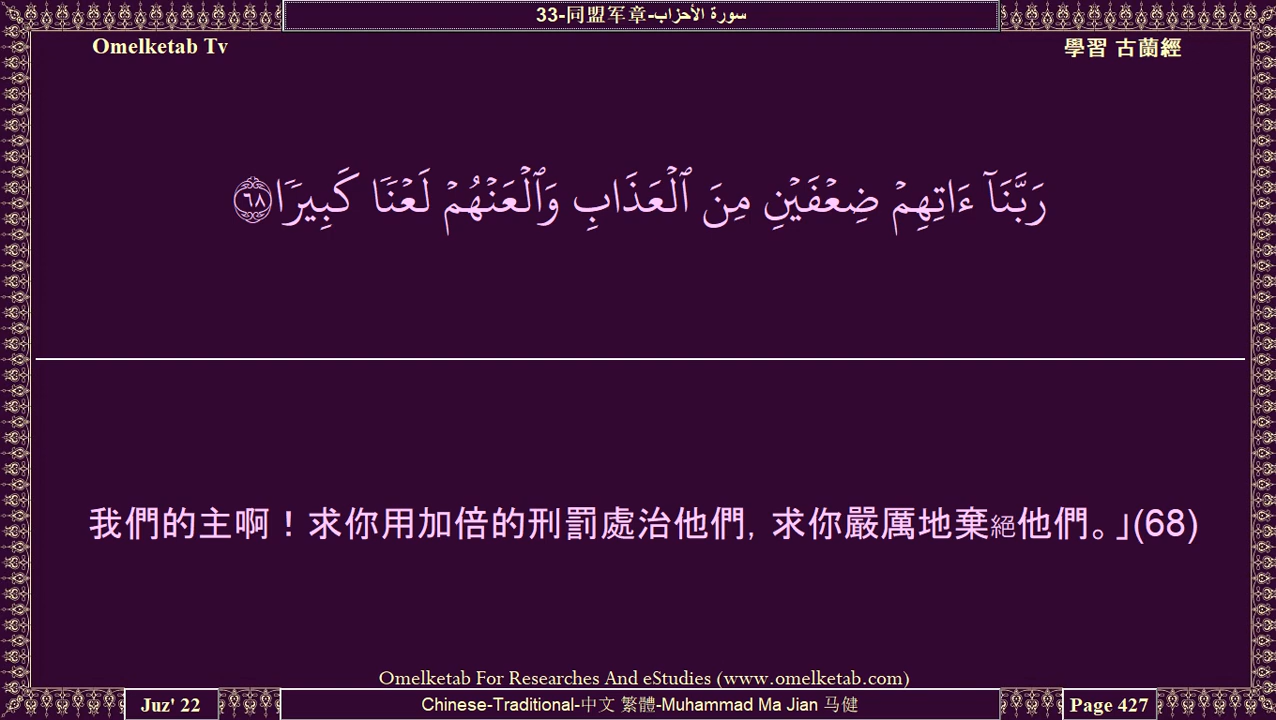 33-同盟军章-سورة الأحزاب
Omelketab Tv
學習 古蘭經
رَبَّنَآ ءَاتِهِمۡ ضِعۡفَيۡنِ مِنَ ٱلۡعَذَابِ وَٱلۡعَنۡهُمۡ لَعۡنٗا كَبِيرٗا ٦٨
我們的主啊！求你用加倍的刑罰處治他們，求你嚴厲地棄絕他們。」(68)
Omelketab For Researches And eStudies (www.omelketab.com)
Juz' 22
Chinese-Traditional-中文 繁體-Muhammad Ma Jian 马健
Page 427